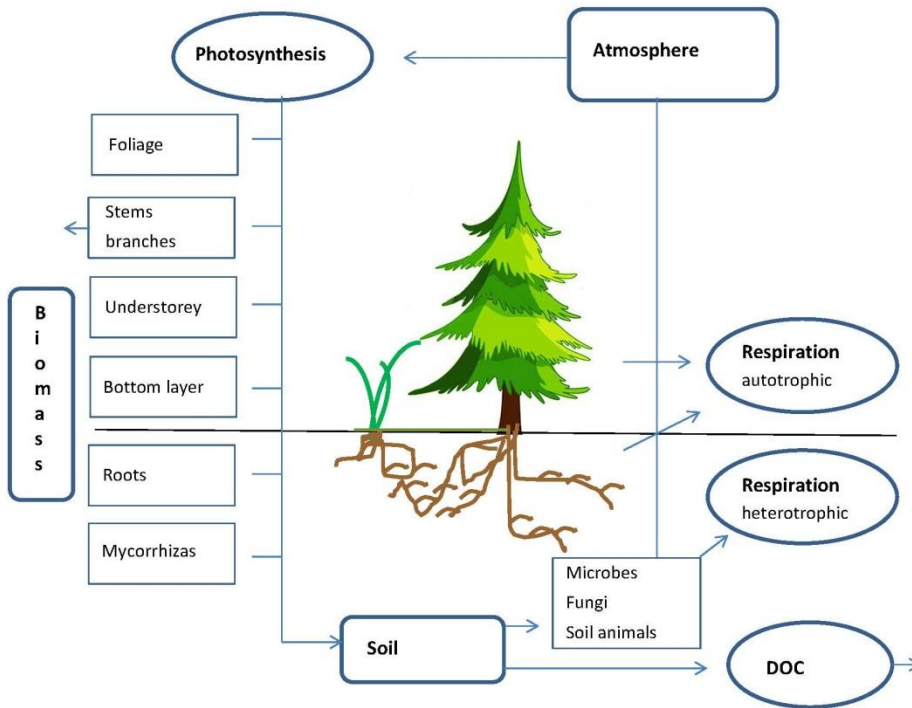 Photosynthesis
Atmosphere
Foliage
Stems
branches
Understorey
Bottom layer
Roots
Mycorrhizas
Biomass
Respiration
autotrophic
Respiration
heterotrophic
Microbes
Fungi
Soil animals
Soil
DOC